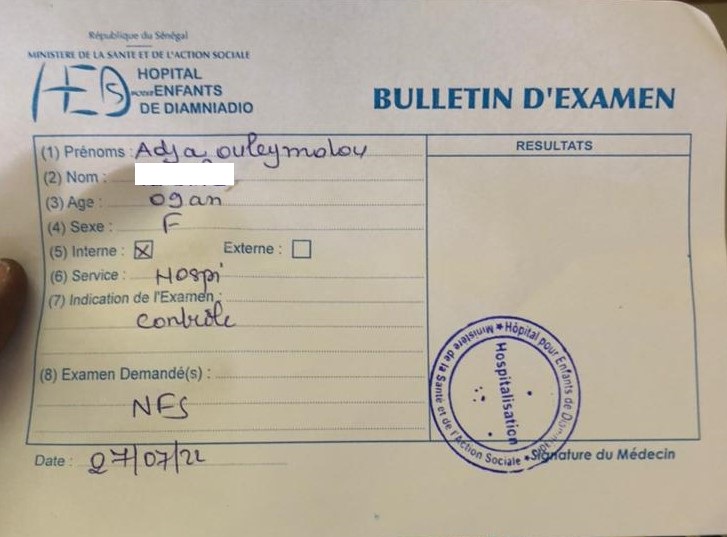 République du Sénégal
MINISTERE DE LA SANTE ET DE L'ACTION SOCIALE
HOPITAL
POUR ENFANTS
DE DIAMNIADIO
BULLETIN D'EXAMEN
(1) Prénoms : Adja ouleymatou
(2) Nom :
(3) Age : 09 an
(4) Sexe : F
(5) Interne : ☒ Externe : ☐
(6) Service : Hospi
(7) Indication de l'Examen :
contrôle
(8) Examen Demandé(s) :
NFS
Date : 27/07/22
RESULTATS
Ministère de la Santé et de l'Action Sociale * Hôpital pour Enfants de
Hospitalisation
Signature du Médecin